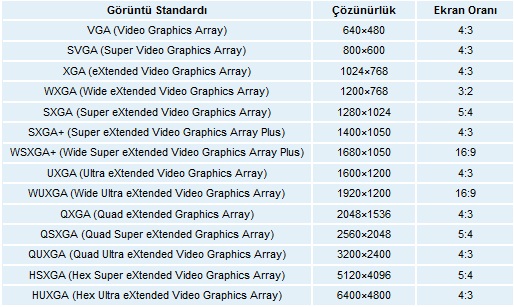 Görüntü Standardı Çözünürlük Ekran Oranı
VGA (Video Graphics Array) 640×480 4:3
SVGA (Super Video Graphics Array) 800×600 4:3
XGA (eXtended Video Graphics Array) 1024×768 4:3
WXGA (Wide eXtended Video Graphics Array) 1200×768 3:2
SXGA (Super eXtended Video Graphics Array) 1280×1024 5:4
SXGA+ (Super eXtended Video Graphics Array Plus) 1400×1050 4:3
WSXGA+ (Wide Super eXtended Video Graphics Array Plus) 1680×1050 16:9
UXGA (Ultra eXtended Video Graphics Array) 1600×1200 4:3
WUXGA (Wide Ultra eXtended Video Graphics Array) 1920×1200 16:9
QXGA (Quad eXtended Graphics Array) 2048×1536 4:3
QSXGA (Quad Super eXtended Video Graphics Array) 2560×2048 5:4
QUXGA (Quad Ultra eXtended Video Graphics Array) 3200×2400 4:3
HSXGA (Hex Super eXtended Video Graphics Array) 5120×4096 5:4
HUXGA (Hex Ultra eXtended Video Graphics Array) 6400×4800 4:3